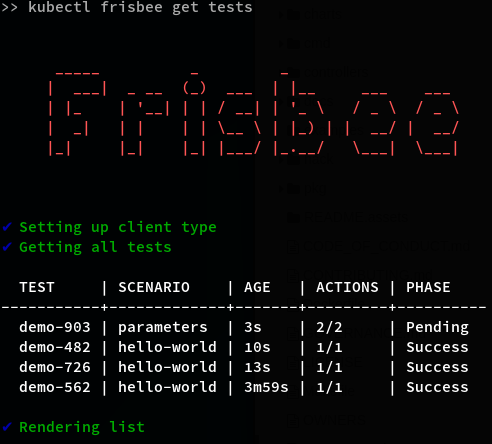 >> kubectl frisbee get tests
Frisbee
✔ Setting up client type
✔ Getting all tests
TEST | SCENARIO | AGE | ACTIONS | PHASE
demo-903 | parameters | 3s | 2/2 | Pending
demo-482 | hello-world | 10s | 1/1 | Success
demo-726 | hello-world | 13s | 1/1 | Success
demo-562 | hello-world | 3m59s | 1/1 | Success
✔ Rendering list